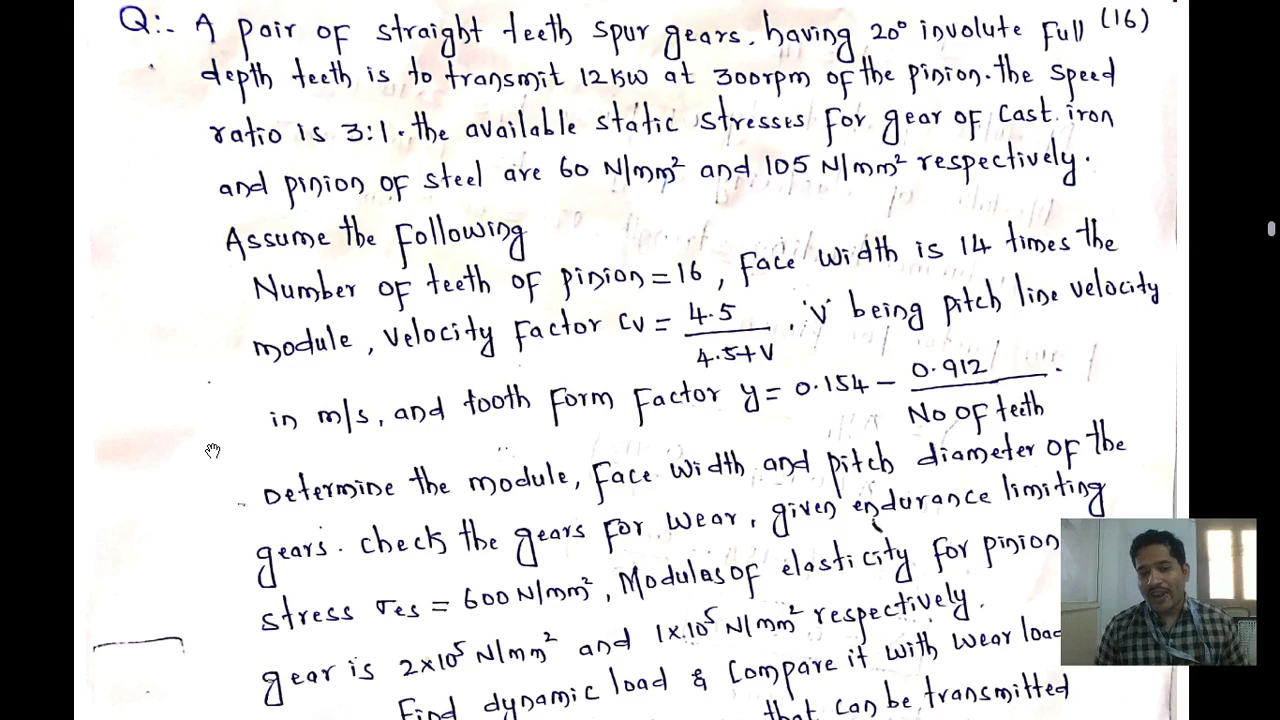 Q:- A pair of straight teeth spur gears. having 20° involute full (16)
depth teeth is to transmit 12kw at 300rpm of the pinion. the speed
ratio is 3:1. the available static stresses for gear of cast iron
and pinion of steel are 60 N/mm² and 105 N/mm² respectively.
Assume the following
Number of teeth of pinion = 16, face width is 14 times the
module, velocity factor Cv = 4.5/4.5+V. 'V' being pitch line velocity
in m/s, and tooth form factor y = 0.154 - 0.912/No of teeth.
Determine the module, face width and pitch diameter of the
gears. check the gears for wear, given endurance limiting
stress σes = 600 N/mm², Modulas of elasticity for pinion
gear is 2×10⁵ N/mm² and 1×10⁵ N/mm² respectively.
Find dynamic load & Compare it with wear load
that can be transmitted